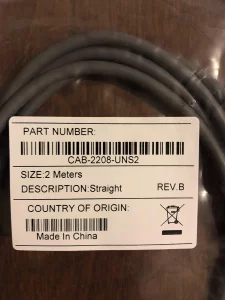 PART NUMBER:
CAB-2208-UNS2
SIZE:2 Meters
DESCRIPTION:Straight REV.B
COUNTRY OF ORIGIN:
Made In China